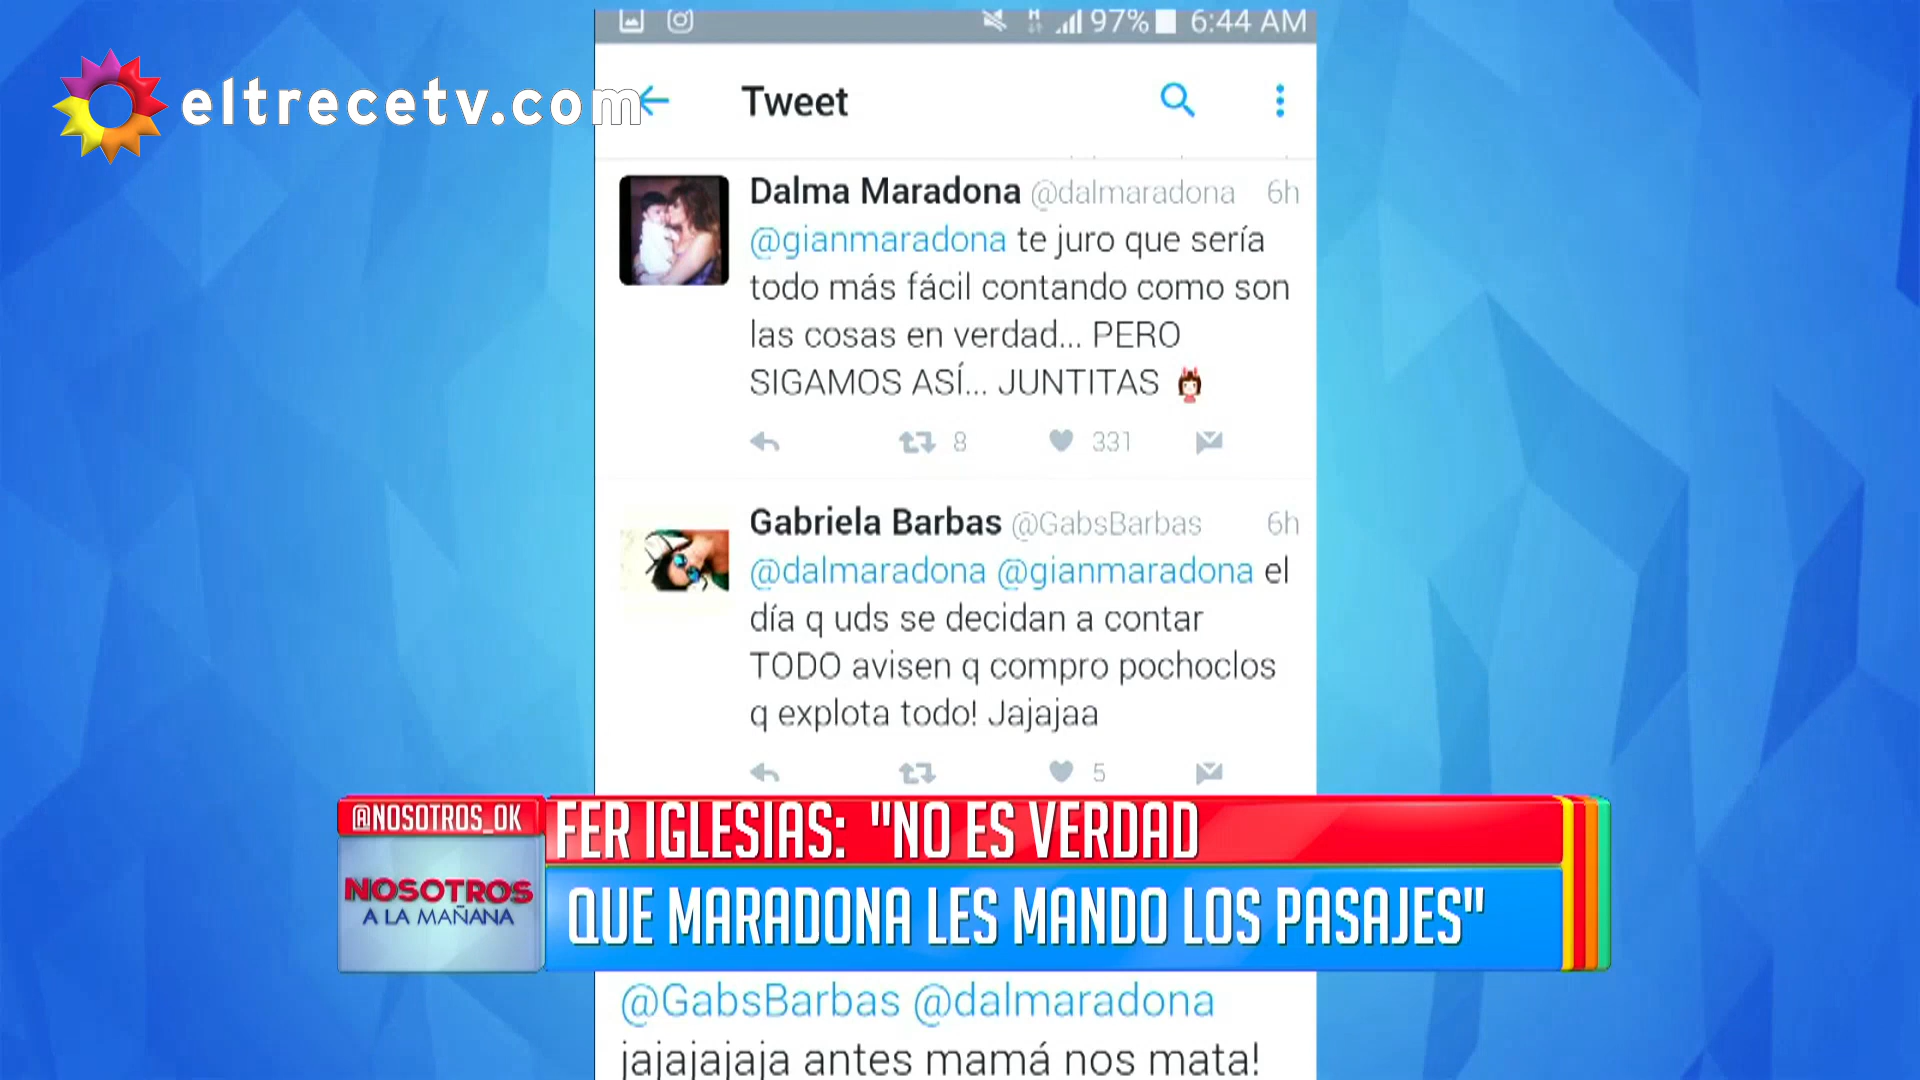 97% 6:44 AM
eltrecetv.com
Tweet
Dalma Maradona @dalmaradona 6h
@gianmaradona te juro que sería
todo más fácil contando como son
las cosas en verdad... PERO
SIGAMOS ASÍ... JUNTITAS
8 331
Gabriela Barbas @GabsBarbas 6h
@dalmaradona @gianmaradona el
día q uds se decidan a contar
TODO avisen q compro pochoclos
q explota todo! Jajajaa
5
@NOSOTROS_OK
FER IGLESIAS: "NO ES VERDAD
NOSOTROS
A LA MAÑANA
QUE MARADONA LES MANDO LOS PASAJES"
@GabsBarbas @dalmaradona
jajajajaja antes mamá nos mata!